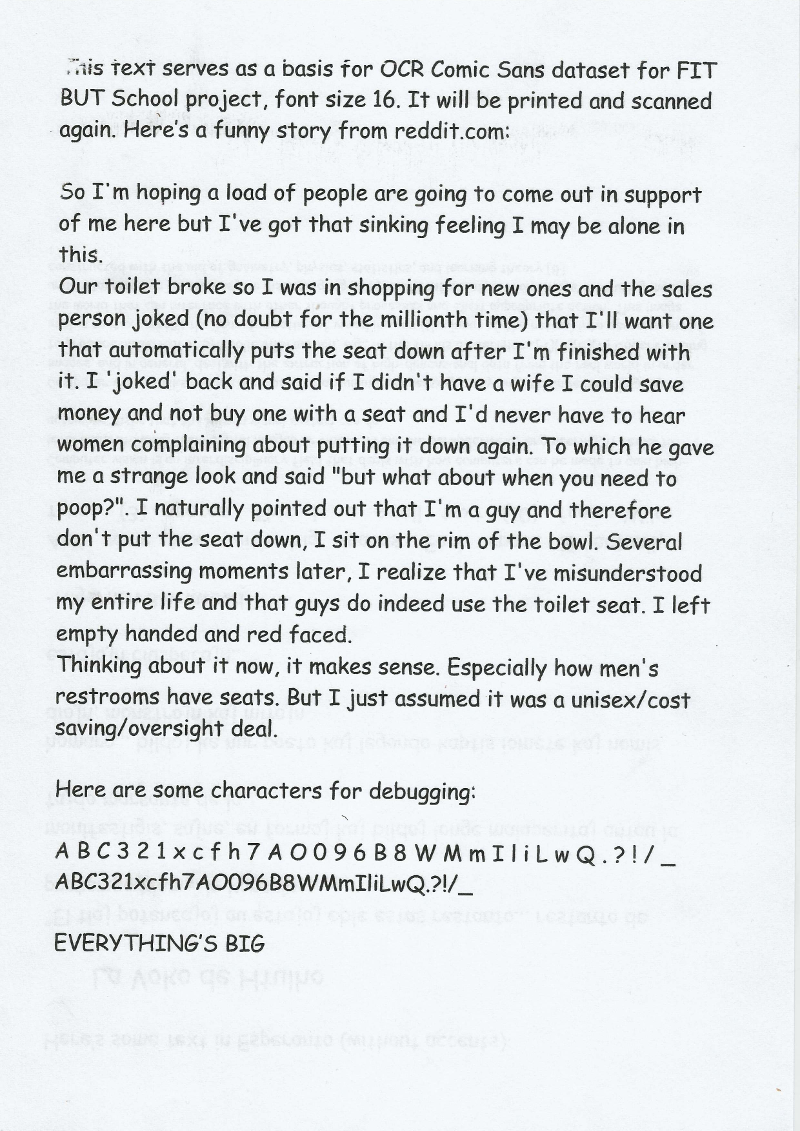 This text serves as a basis for OCR Comic Sans dataset for FIT
BUT School project, font size 16. It will be printed and scanned
again. Here's a funny story from reddit.com:

So I'm hoping a load of people are going to come out in support
of me here but I've got that sinking feeling I may be alone in
this.
Our toilet broke so I was in shopping for new ones and the sales
person joked (no doubt for the millionth time) that I'll want one
that automatically puts the seat down after I'm finished with
it. I 'joked' back and said if I didn't have a wife I could save
money and not buy one with a seat and I'd never have to hear
women complaining about putting it down again. To which he gave
me a strange look and said "but what about when you need to
poop?". I naturally pointed out that I'm a guy and therefore
don't put the seat down, I sit on the rim of the bowl. Several
embarrassing moments later, I realize that I've misunderstood
my entire life and that guys do indeed use the toilet seat. I left
empty handed and red faced.
Thinking about it now, it makes sense. Especially how men's
restrooms have seats. But I just assumed it was a unisex/cost
saving/oversight deal.

Here are some characters for debugging:

A B C 3 2 1 x c f h 7 A O 0 9 6 B 8 W M m I l i L w Q . ? ! / _
ABC321xcfh7AO096B8WMmIliLwQ.?!/_

EVERYTHING'S BIG